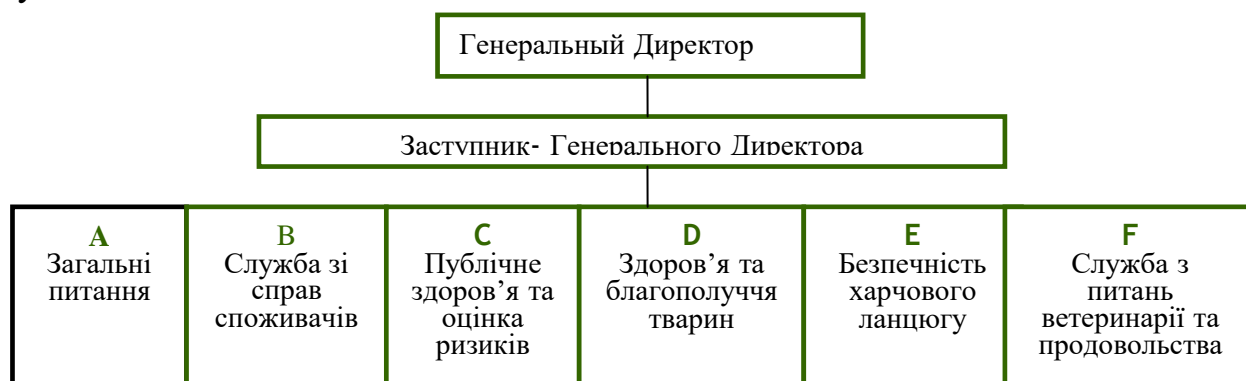 Генеральный Директор
Заступник- Генерального Директора
A
Загальні
питання
B
Служба зі
справ
споживачів
C
Публічне
здоров’я та
оцінка
ризиків
D
Здоров’я та
благополуччя
тварин
E
Безпечність
харчового
ланцюгу
F
Служба з
питань
ветеринарії та
продовольства